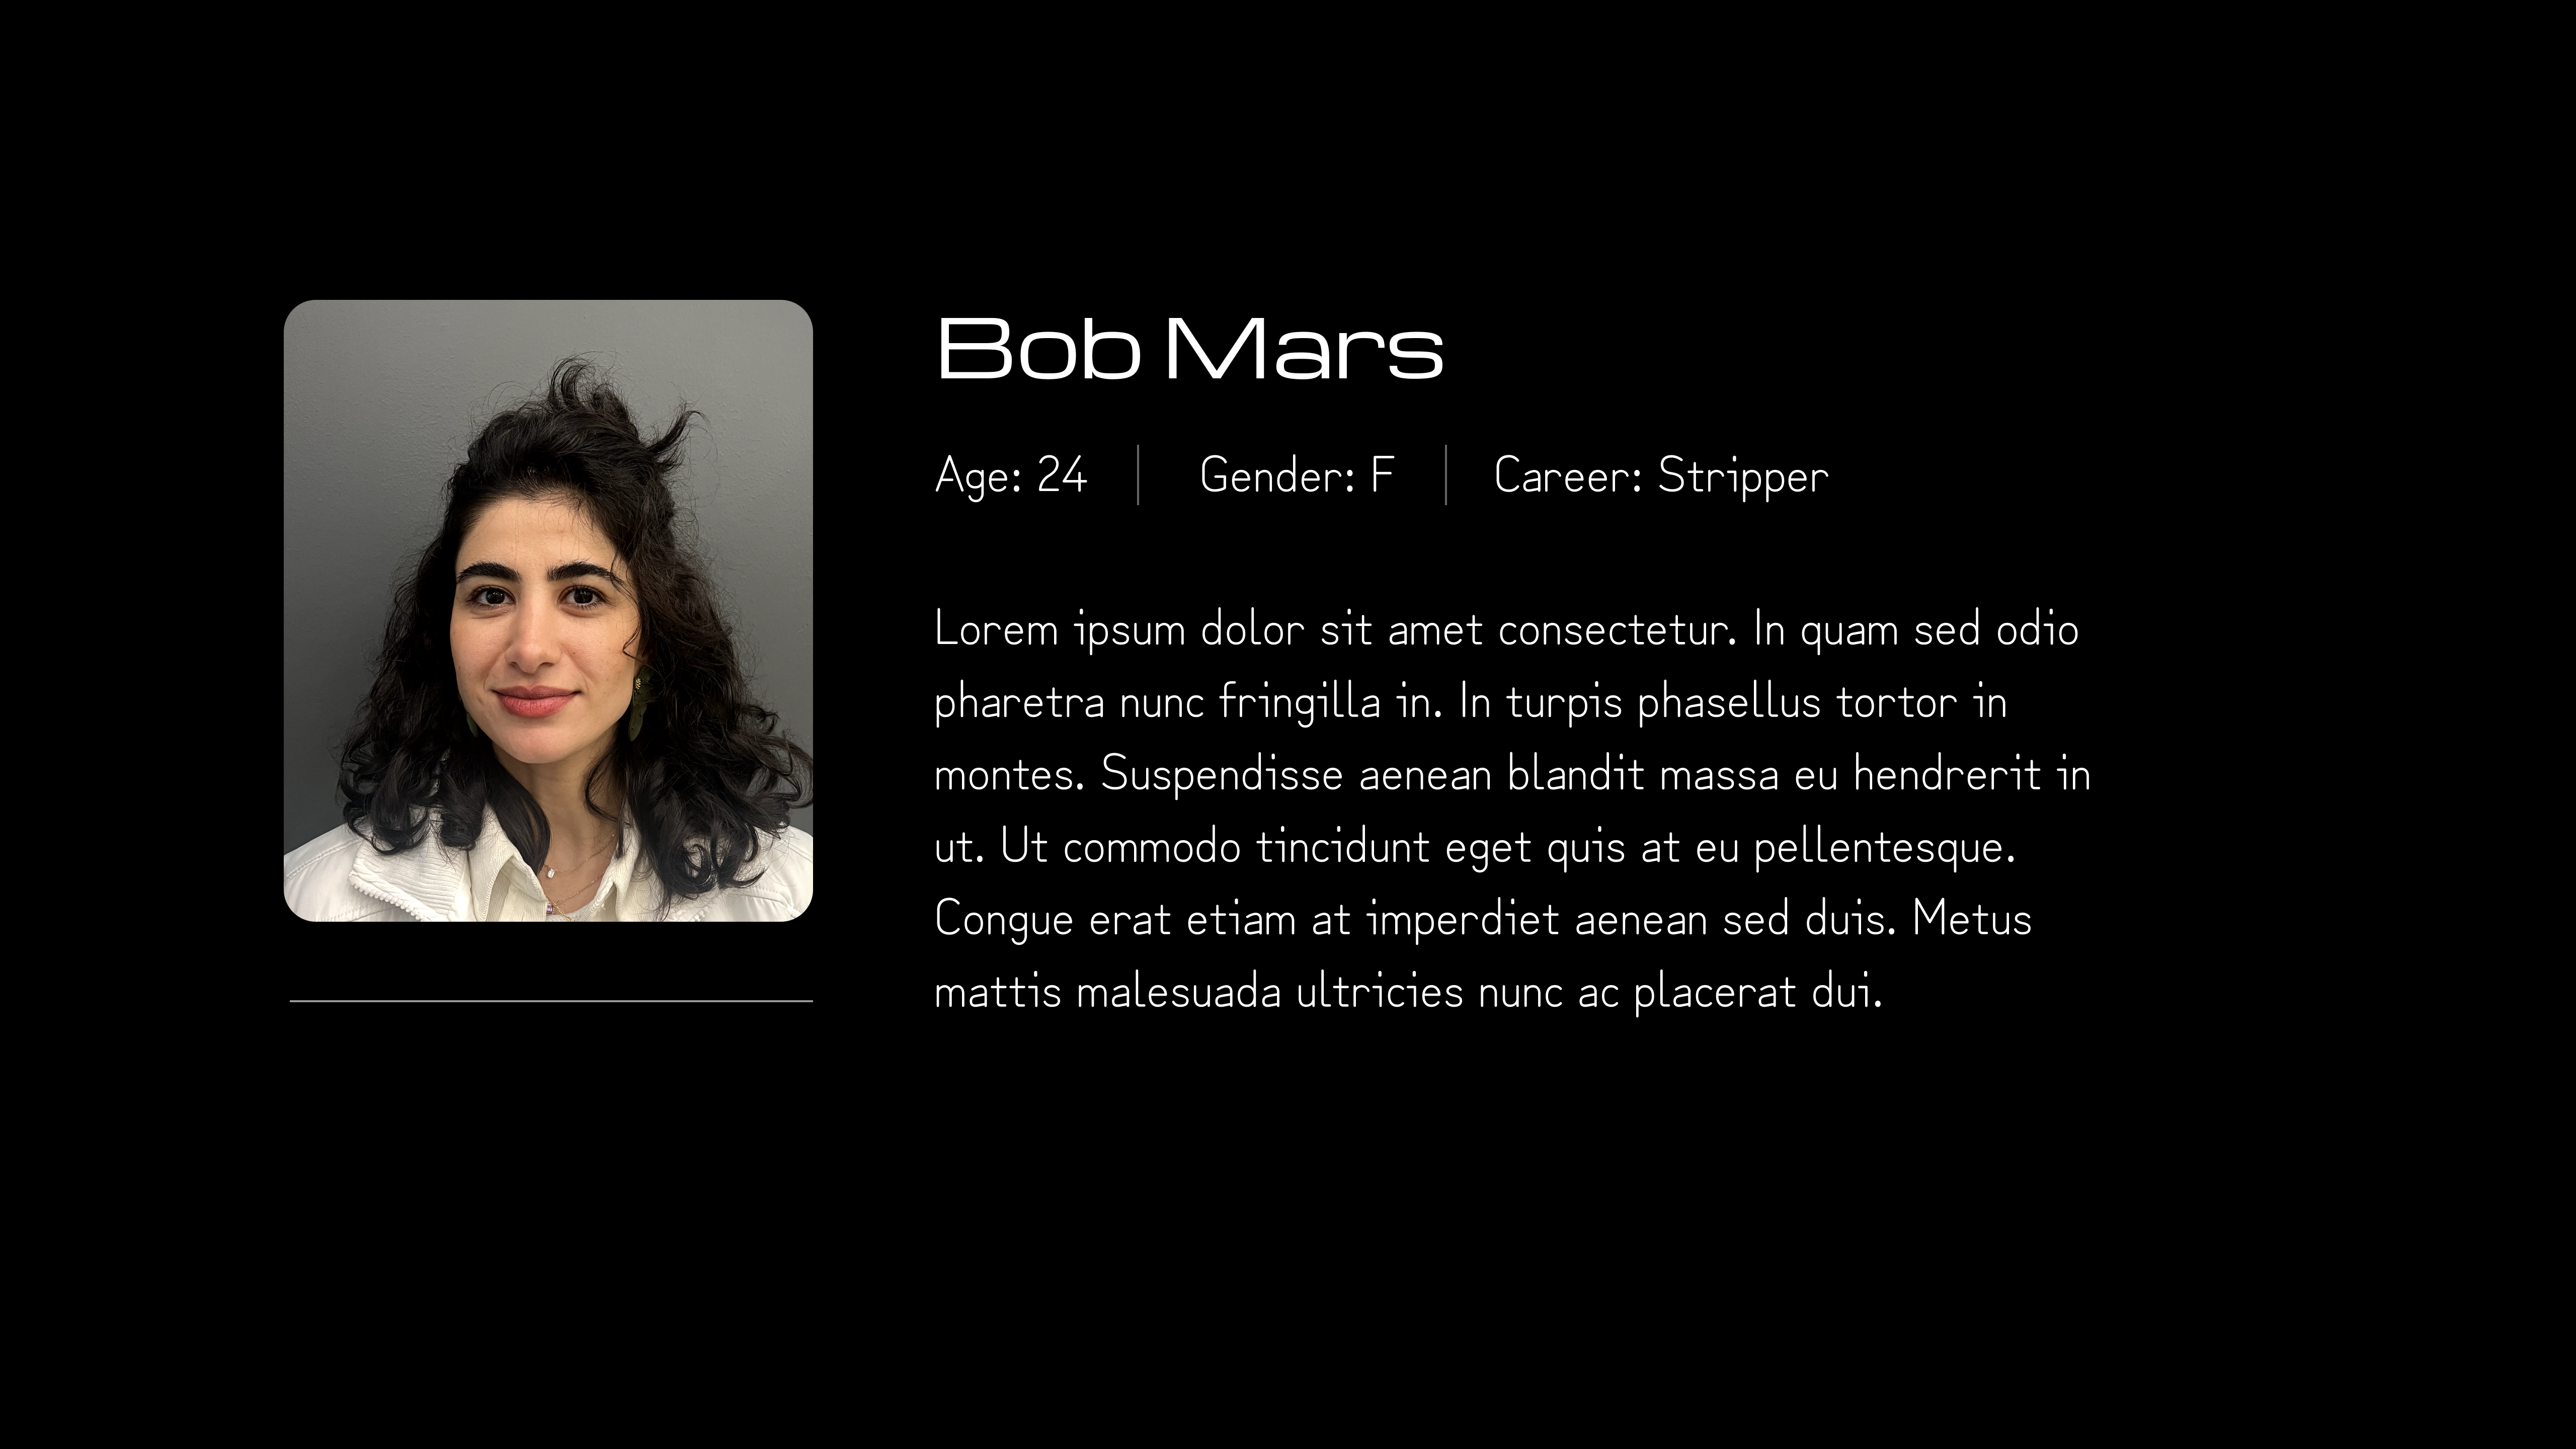 Bob Mars
Age: 24 Gender: F Career: Stripper
Lorem ipsum dolor sit amet consectetur. In quam sed odio
pharetra nunc fringilla in. In turpis phasellus tortor in
montes. Suspendisse aenean blandit massa eu hendrerit in
ut. Ut commodo tincidunt eget quis at eu pellentesque.
Congue erat etiam at imperdiet aenean sed duis. Metus
mattis malesuada ultricies nunc ac placerat dui.